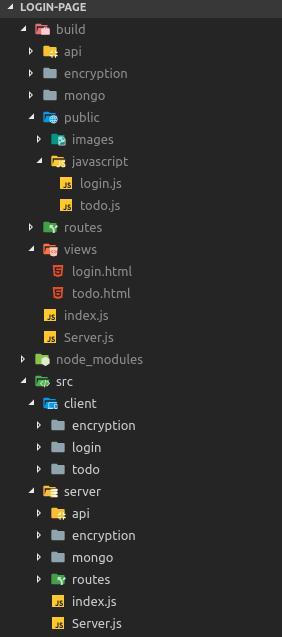 LOGIN-PAGE
build
api
encryption
mongo
public
images
javascript
JS login.js
JS todo.js
routes
views
login.html
todo.html
JS index.js
JS Server.js
node_modules
src
client
encryption
login
todo
server
api
encryption
mongo
routes
JS index.js
JS Server.js